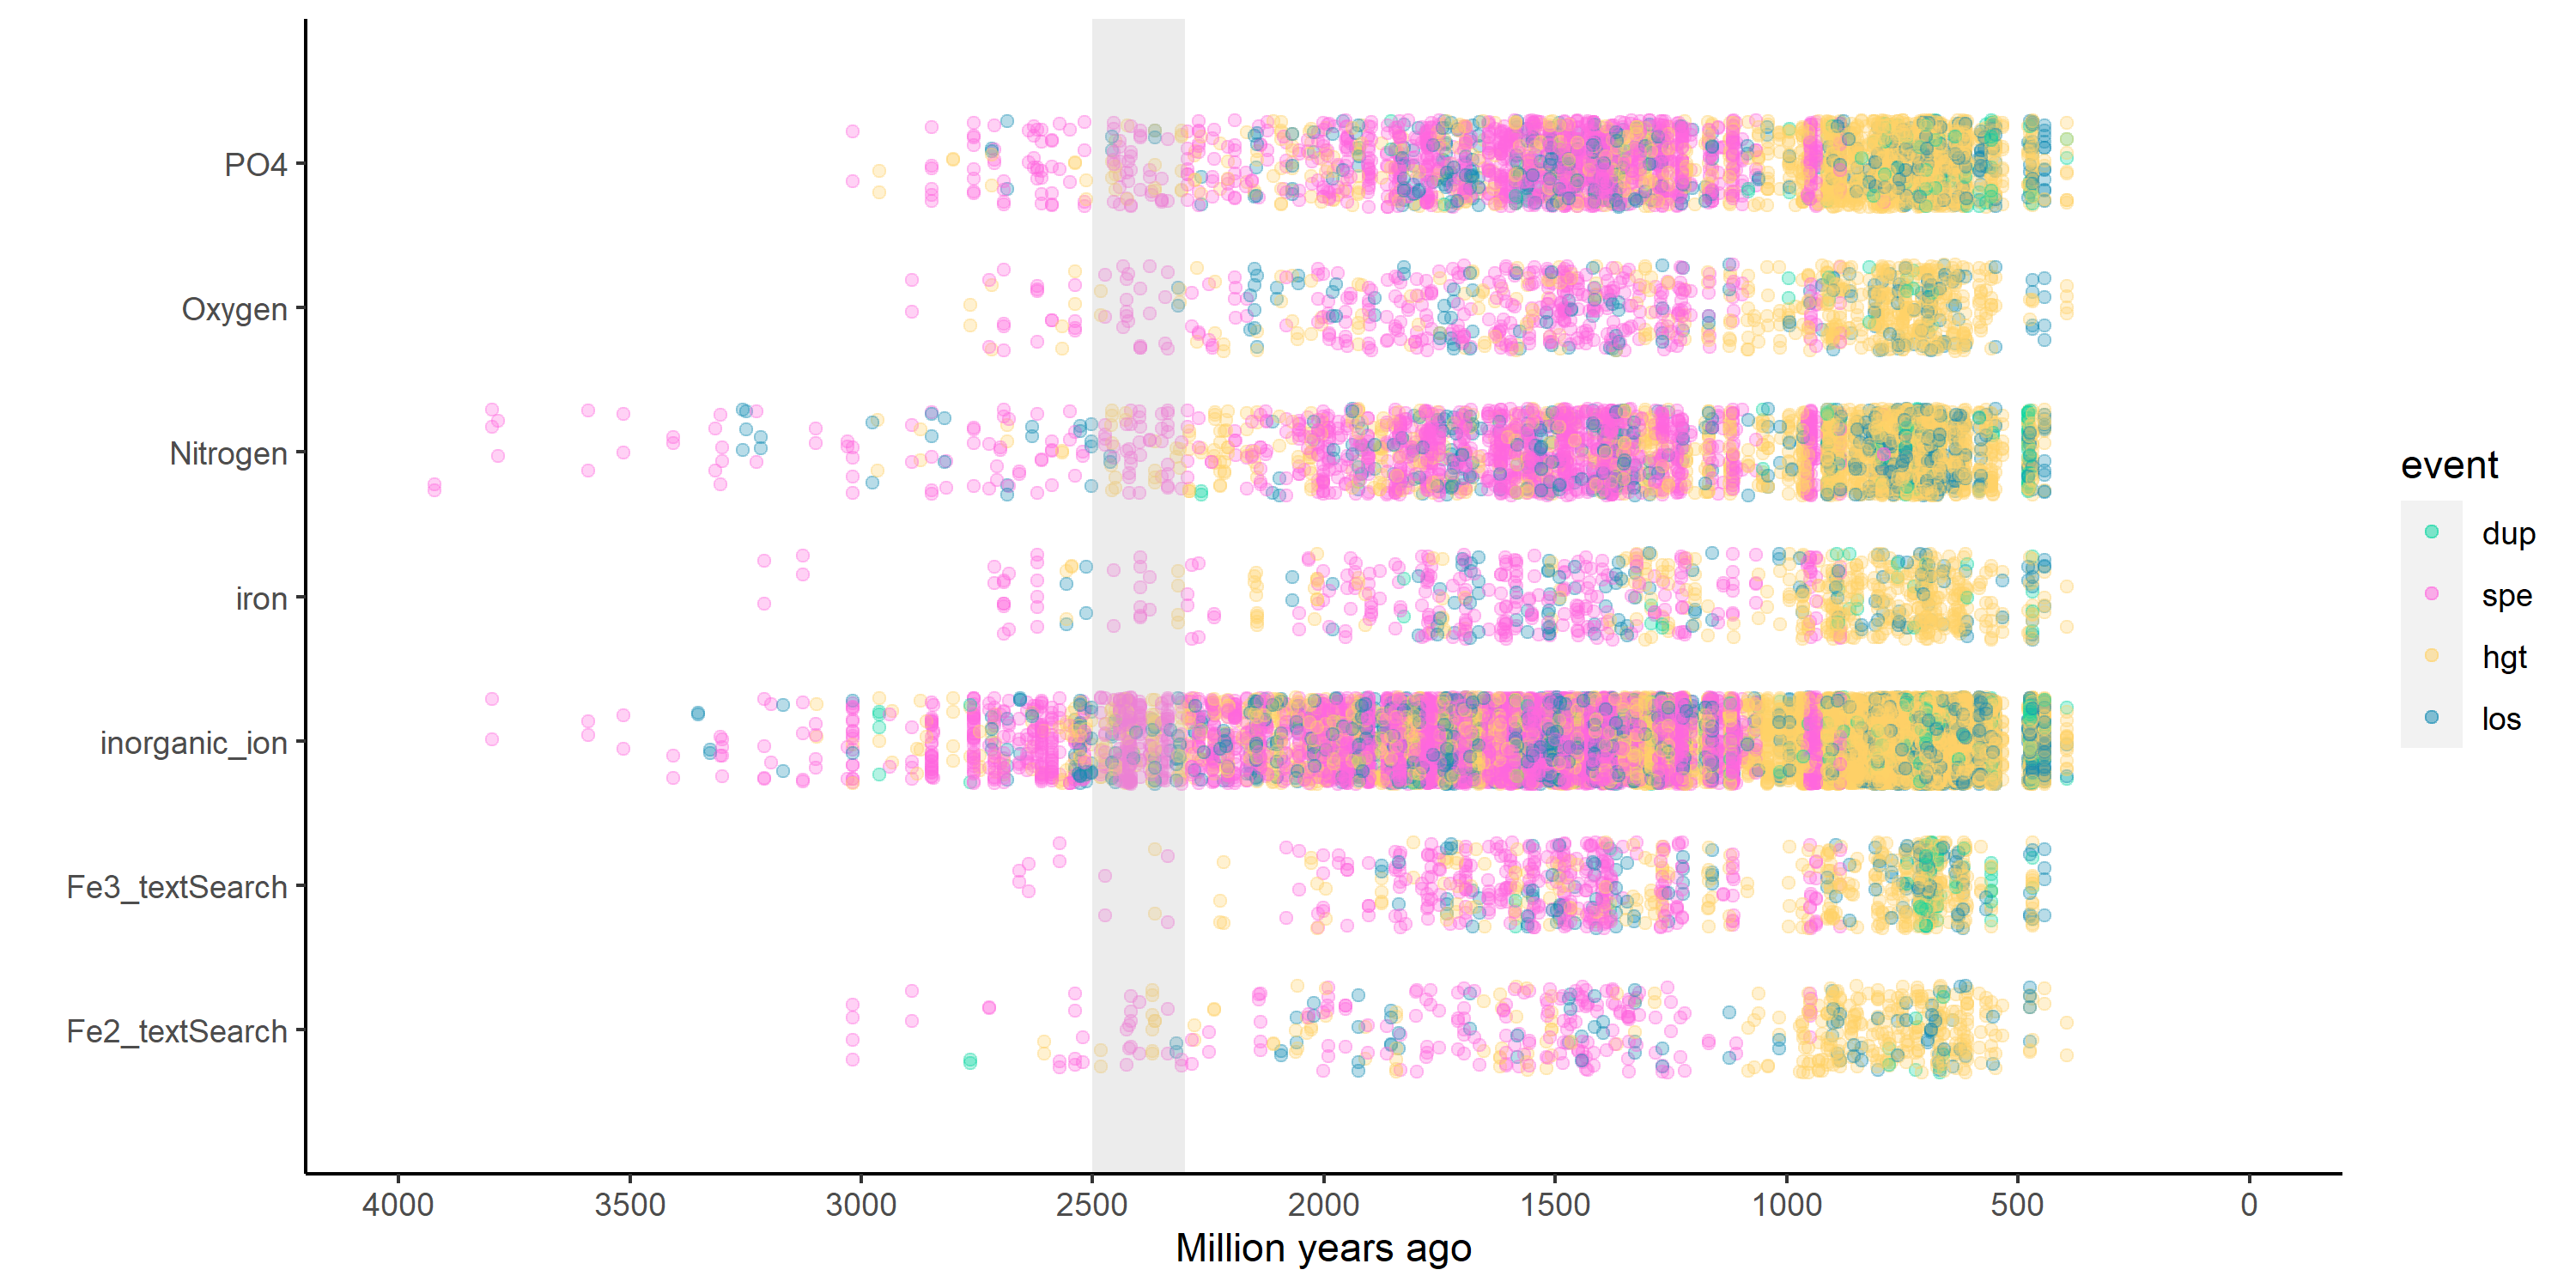 PO4
Oxygen
Nitrogen
iron
inorganic_ion
Fe3_textSearch
Fe2_textSearch
4000 3500 3000 2500 2000 1500 1000 500 0
Million years ago
event
dup
spe
hgt
los